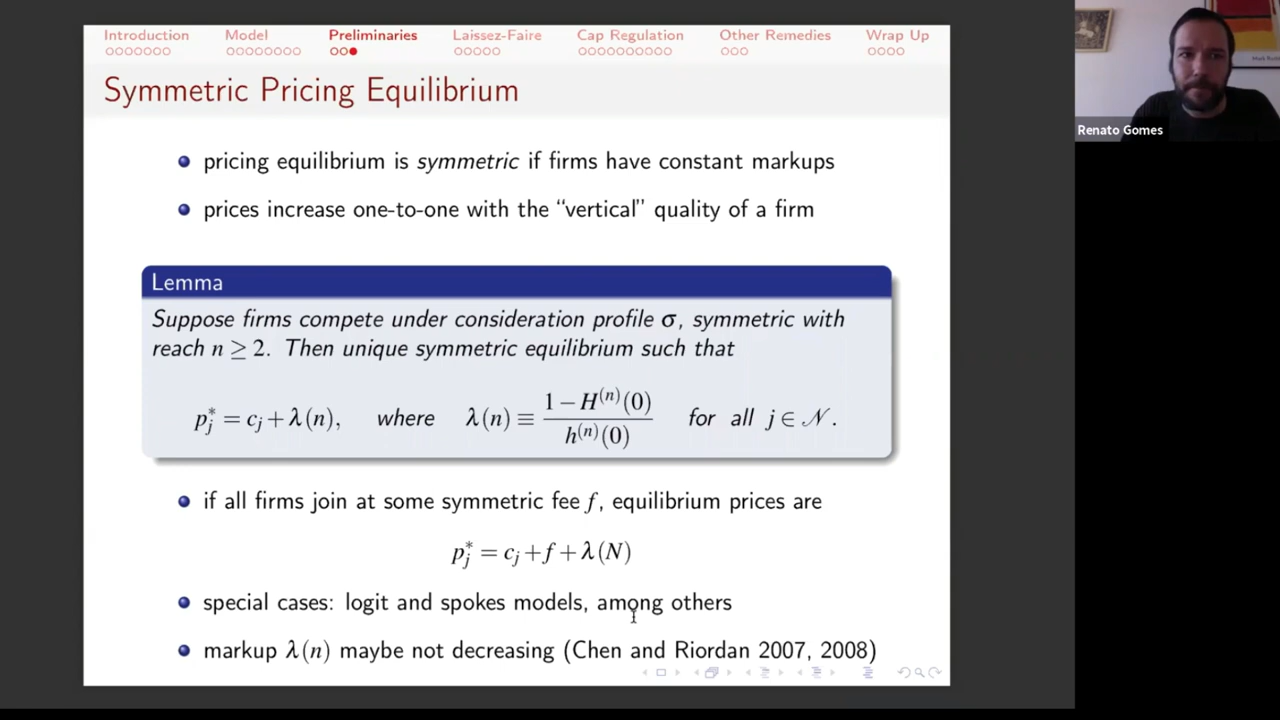 Introduction Model Preliminaries Laissez-Faire Cap Regulation Other Remedies Wrap Up
Symmetric Pricing Equilibrium
pricing equilibrium is symmetric if firms have constant markups
prices increase one-to-one with the “vertical” quality of a firm
Lemma
Suppose firms compete under consideration profile σ, symmetric with
reach n ≥ 2. Then unique symmetric equilibrium such that
p*_j = c_j + λ(n), where λ(n) ≡ (1 − H^(n)(0)) / (h^(n)(0)) for all j ∈ 𝒩.
if all firms join at some symmetric fee f, equilibrium prices are
p*_j = c_j + f + λ(N)
special cases: logit and spokes models, among others
markup λ(n) maybe not decreasing (Chen and Riordan 2007, 2008)
Renato Gomes